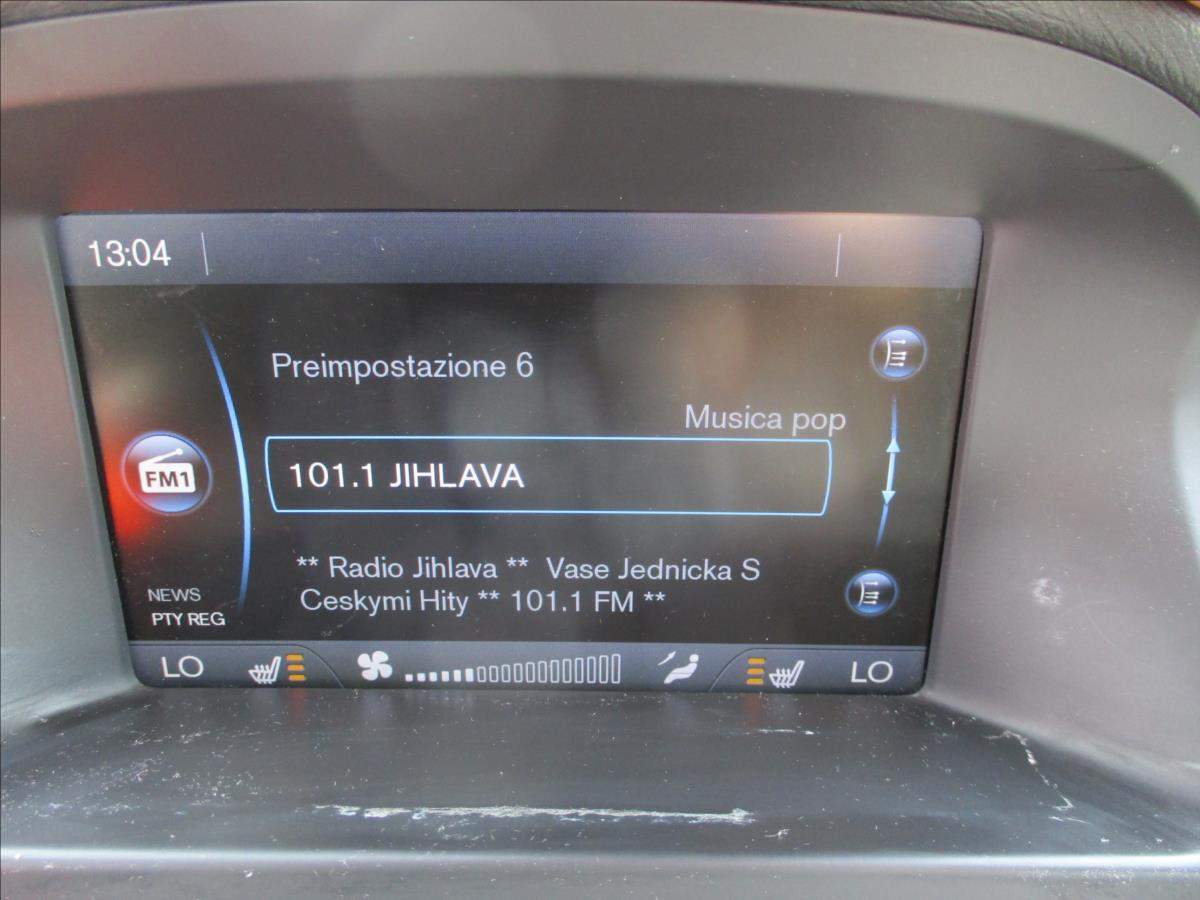 13:04
Preimpostazione 6
Musica pop
FM1
101.1 JIHLAVA
** Radio Jihlava ** Vase Jednicka S
Ceskymi Hity ** 101.1 FM **
NEWS
PTY REG
LO
LO